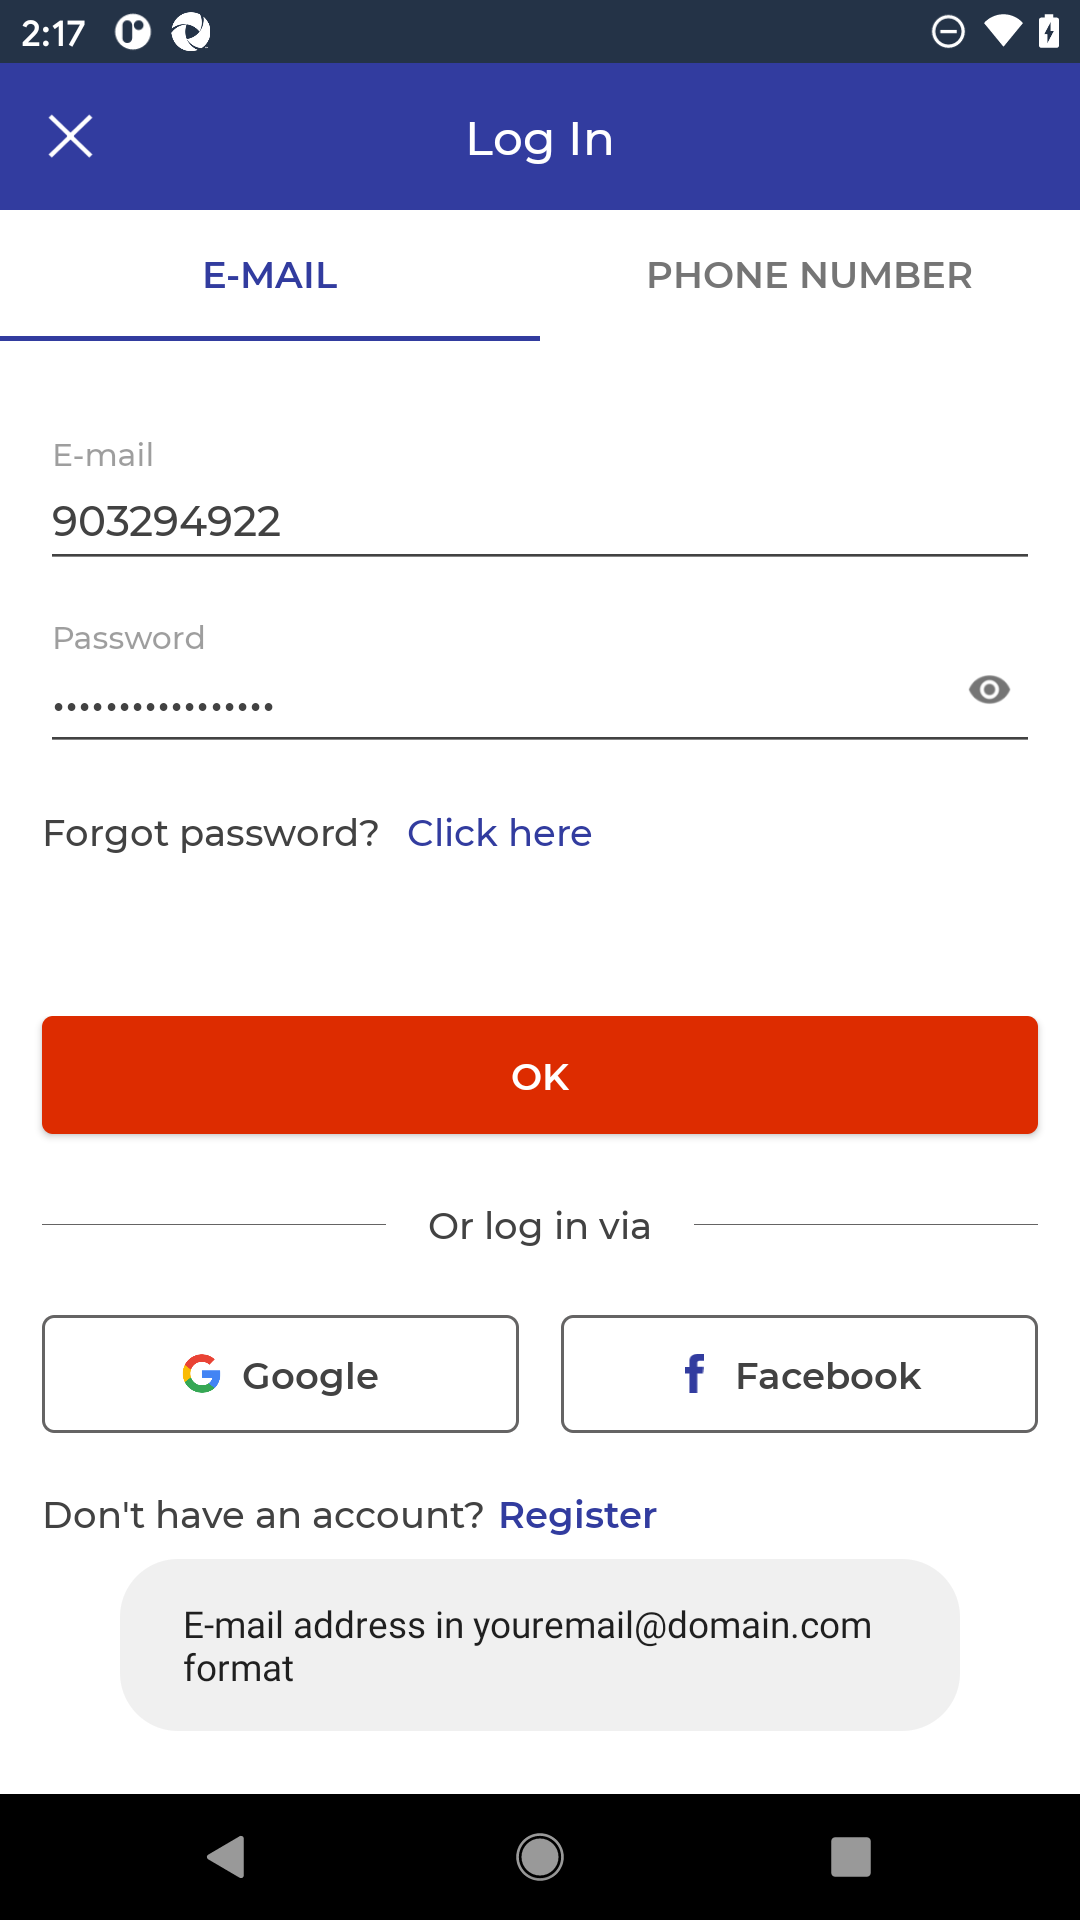 2:17
Log In
E-MAIL
PHONE NUMBER
E-mail
903294922
Password
•••••••••••••••••
Forgot password? Click here
OK
Or log in via
Google
Facebook
Don't have an account? Register
E-mail address in youremail@domain.com
format